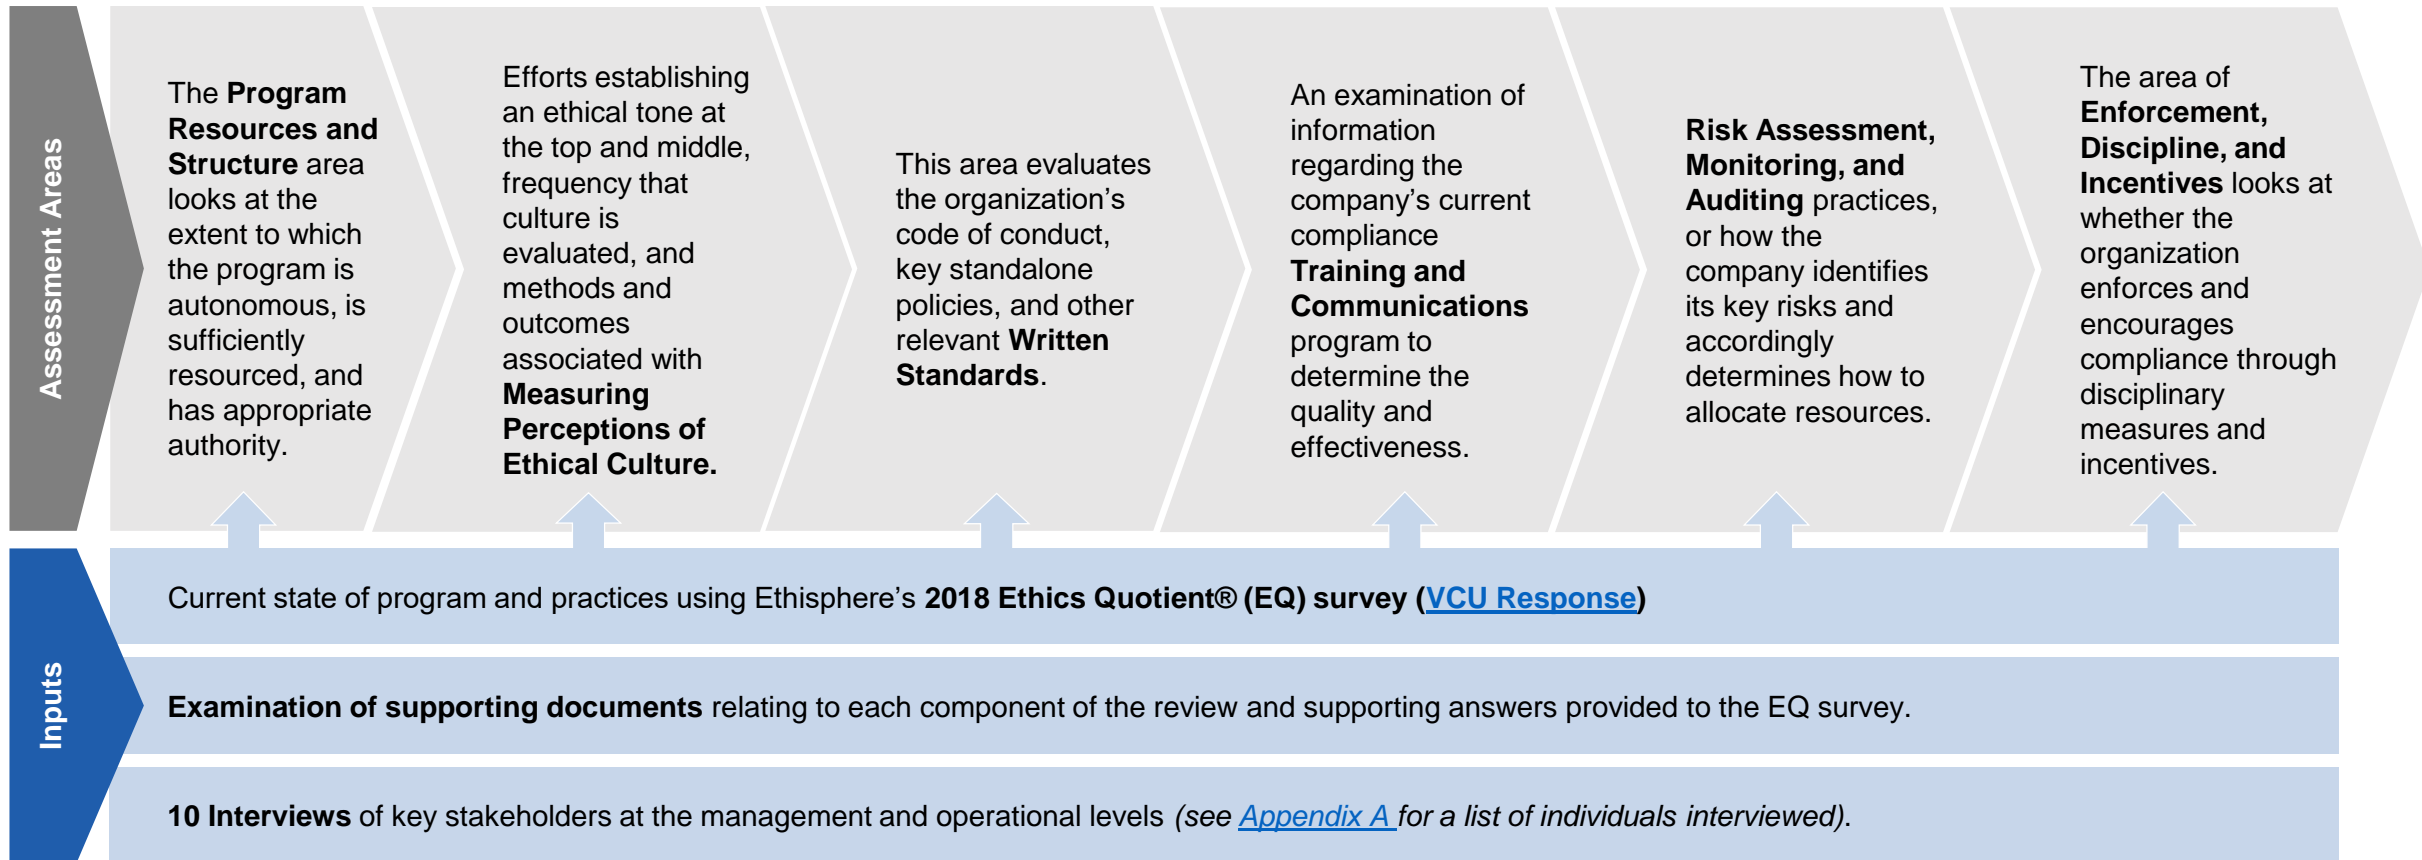 Assessment Areas
The Program
Resources and
Structure area
looks at the
extent to which
the program is
autonomous, is
sufficiently
resourced, and
has appropriate
authority.
Efforts establishing
an ethical tone at
the top and middle,
frequency that
culture is
evaluated, and
methods and
outcomes
associated with
Measuring
Perceptions of
Ethical Culture.
This area evaluates
the organization’s
code of conduct,
key standalone
policies, and other
relevant Written
Standards.
An examination of
information
regarding the
company’s current
compliance
Training and
Communications
program to
determine the
quality and
effectiveness.
Risk Assessment,
Monitoring, and
Auditing practices,
or how the
company identifies
its key risks and
accordingly
determines how to
allocate resources.
The area of
Enforcement,
Discipline, and
Incentives looks at
whether the
organization
enforces and
encourages
compliance through
disciplinary
measures and
incentives.
Inputs
Current state of program and practices using Ethisphere’s 2018 Ethics Quotient® (EQ) survey (VCU Response)
Examination of supporting documents relating to each component of the review and supporting answers provided to the EQ survey.
10 Interviews of key stakeholders at the management and operational levels (see Appendix A for a list of individuals interviewed).